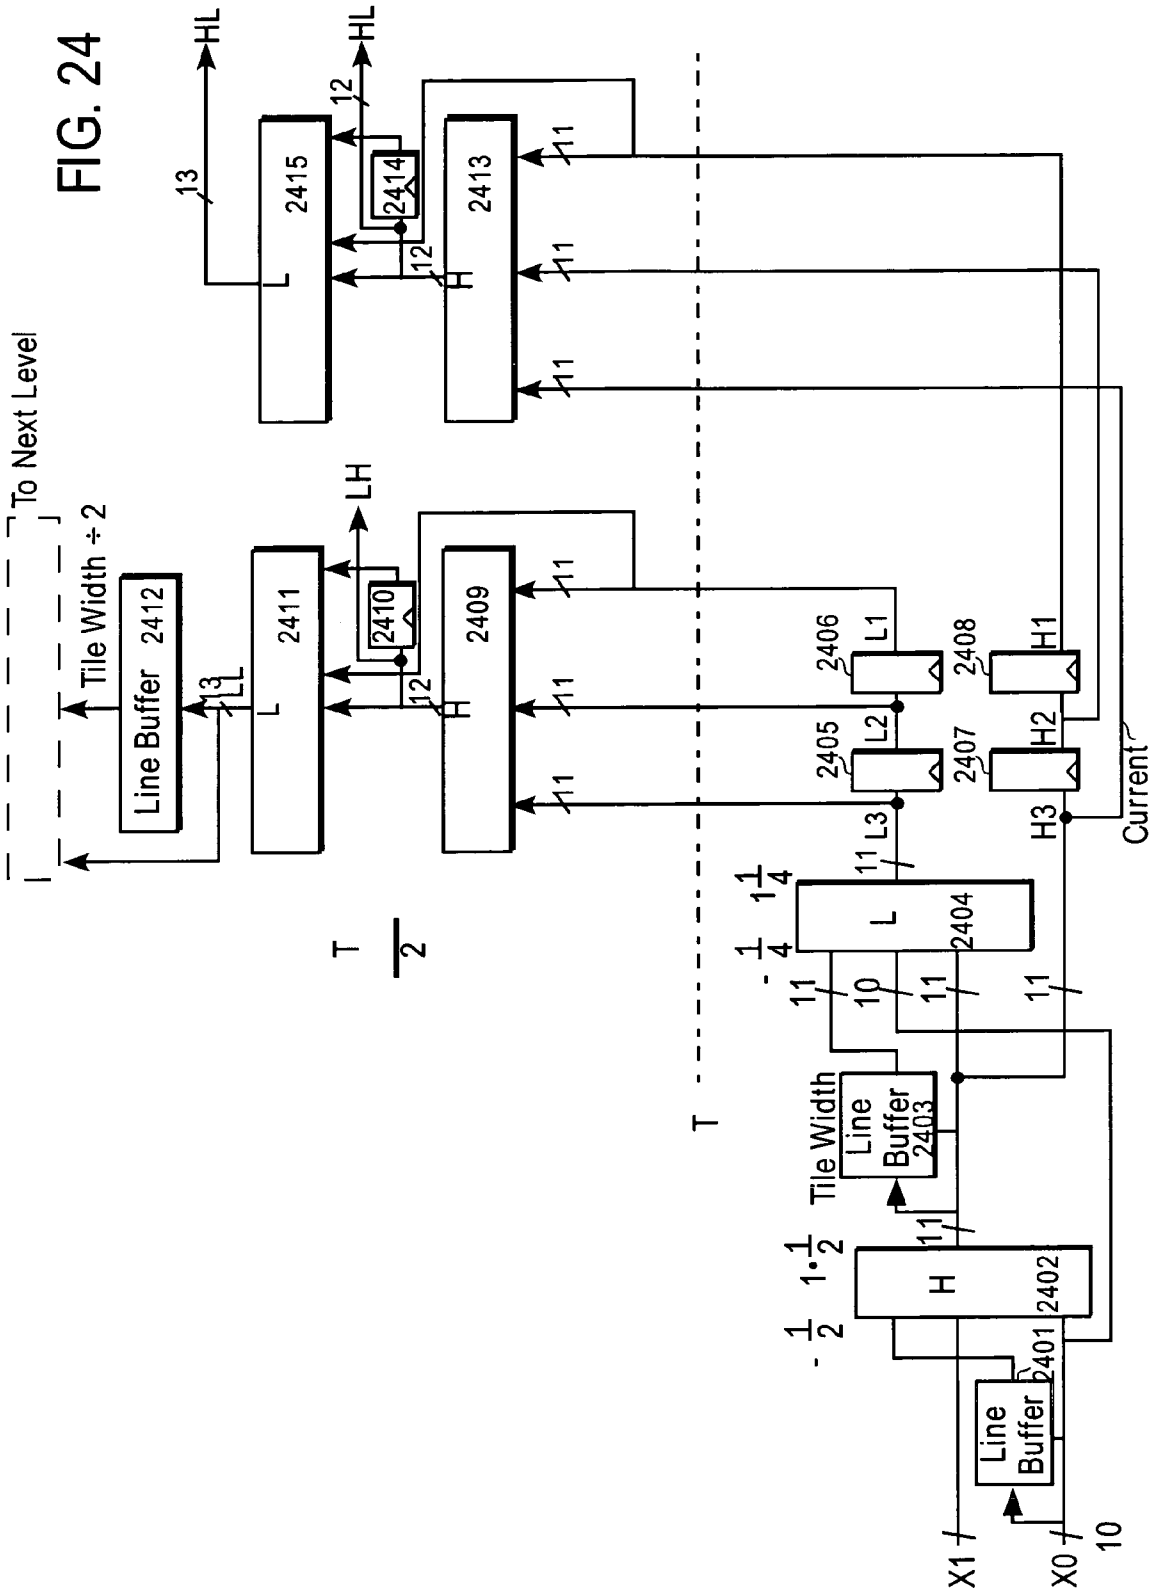 FIG. 24
To Next Level
Tile Width ÷ 2
Line Buffer 2412
13
LL
L
2411
LH
2410
12
H
2409
11
11
11
13
HL
L
2415
12
HL
2414
12
H
2413
11
11
11
T
2
T
X1
X0
10
Line
Buffer
2401
- 1/2
1 • 1/2
H
2402
11
Tile Width
Line
Buffer
2403
11
10
11
11
- 1/4
1 1/4
L
2404
11
L3
2405
L2
2406
L1
H3
2407
H2
2408
H1
Current